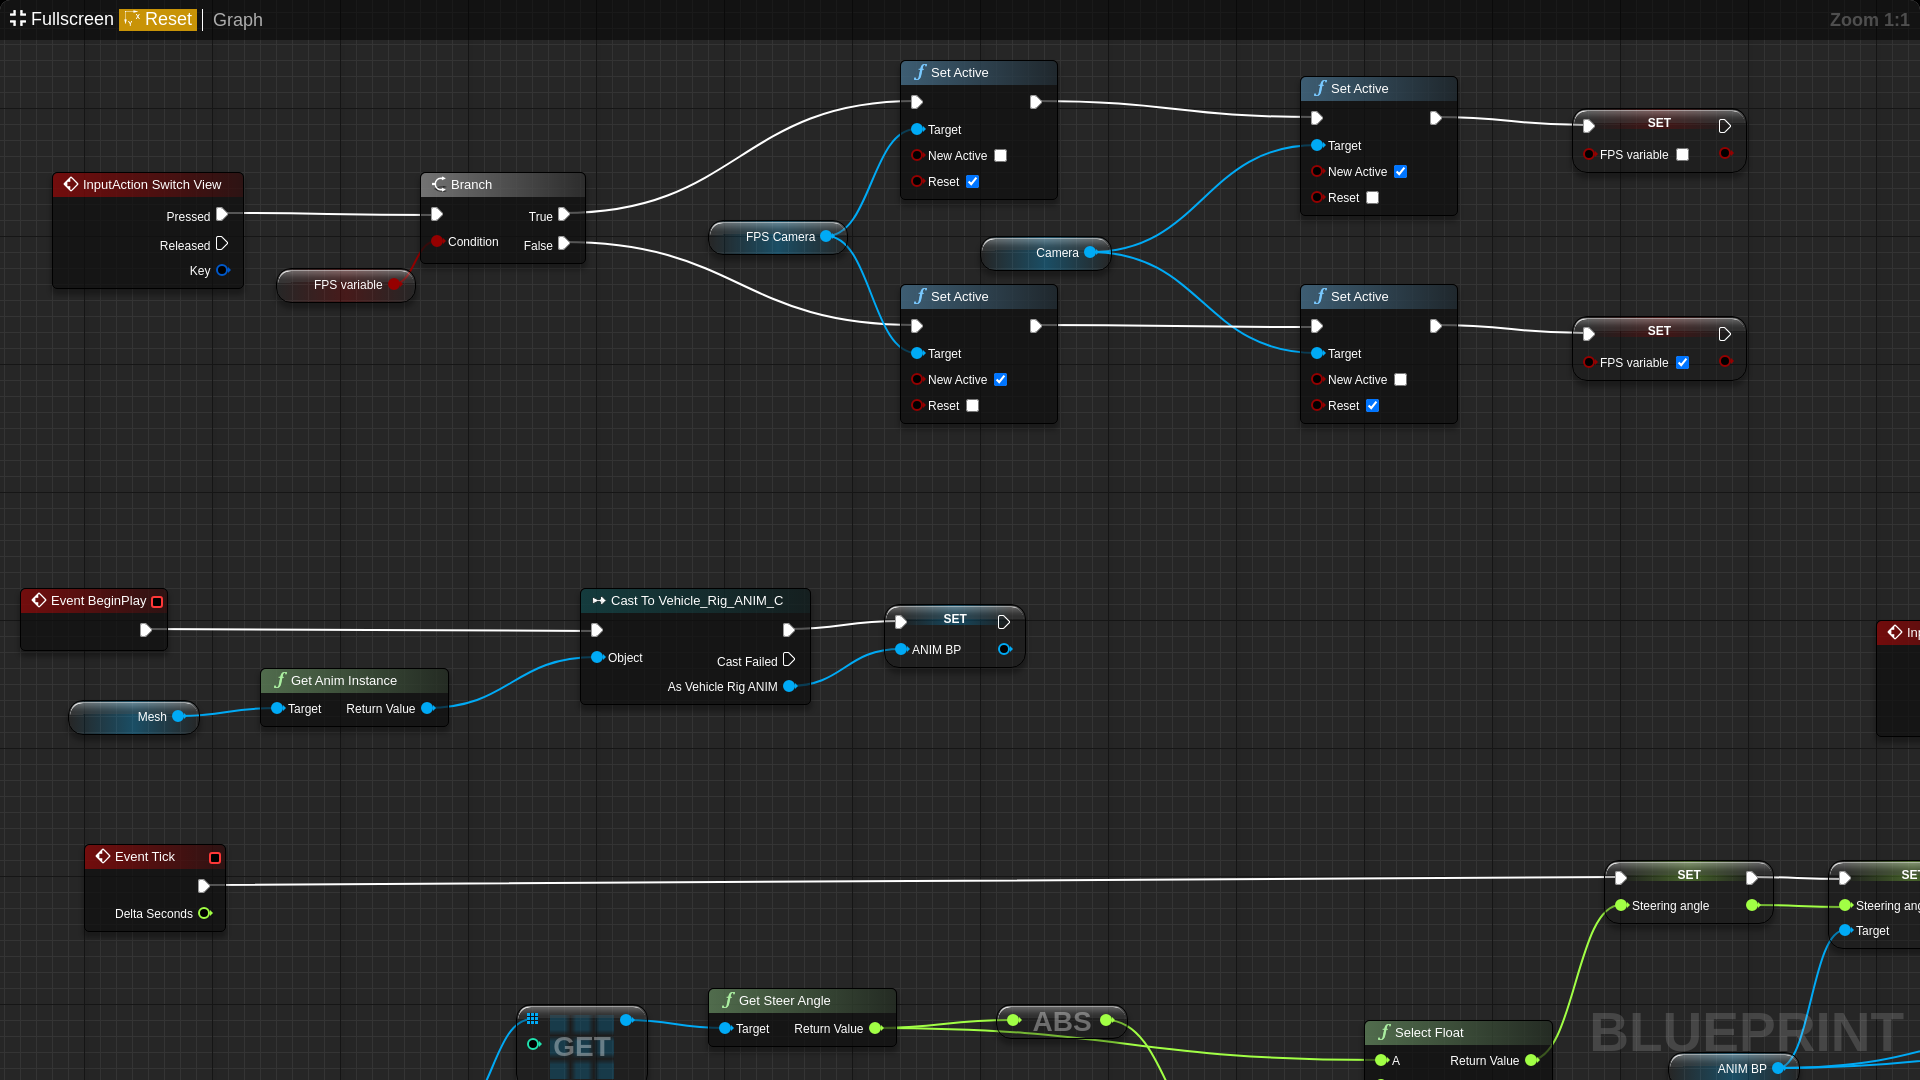 Fullscreen Reset Graph
Zoom 1:1
Set Active
Target
New Active
Reset
Set Active
Target
New Active
Reset
SET
FPS variable
InputAction Switch View
Pressed
Released
Key
Branch
True
Condition
False
FPS variable
FPS Camera
Camera
Set Active
Target
New Active
Reset
Set Active
Target
New Active
Reset
SET
FPS variable
Event BeginPlay
Cast To Vehicle_Rig_ANIM_C
Object
Cast Failed
As Vehicle Rig ANIM
SET
ANIM BP
Get Anim Instance
Target Return Value
Mesh
Inp
Event Tick
Delta Seconds
SET
Steering angle
SET
Steering ang
Target
GET
Get Steer Angle
Target Return Value
ABS
Select Float
A Return Value
BLUEPRINT
ANIM BP